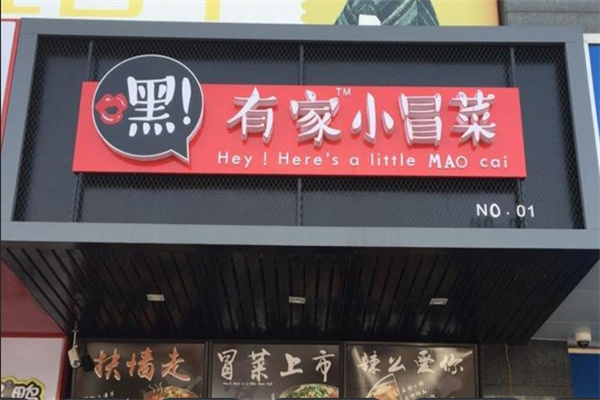 嘿!
有家小冒菜
TM
Hey ! Here's a little MAO cai
NO . 01
扶墙走
冒菜上市
辣么爱你
鸭